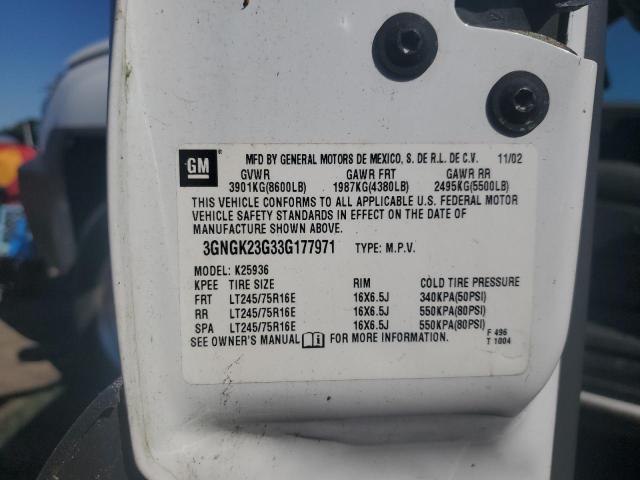 GM ® MFD BY GENERAL MOTORS DE MEXICO, S. DE R.L. DE C.V. 11/02
GVWR GAWR FRT GAWR RR
3901KG(8600LB) 1987KG(4380LB) 2495KG(5500LB)
THIS VEHICLE CONFORMS TO ALL APPLICABLE U.S. FEDERAL MOTOR
VEHICLE SAFETY STANDARDS IN EFFECT ON THE DATE OF
MANUFACTURE SHOWN ABOVE.
3GNGK23G33G177971 TYPE: M.P.V.
MODEL: K25936
KPEE TIRE SIZE RIM COLD TIRE PRESSURE
FRT LT245/75R16E 16X6.5J 340KPA(50PSI)
RR LT245/75R16E 16X6.5J 550KPA(80PSI)
SPA LT245/75R16E 16X6.5J 550KPA(80PSI)
SEE OWNER'S MANUAL FOR MORE INFORMATION. F 496
T 1004